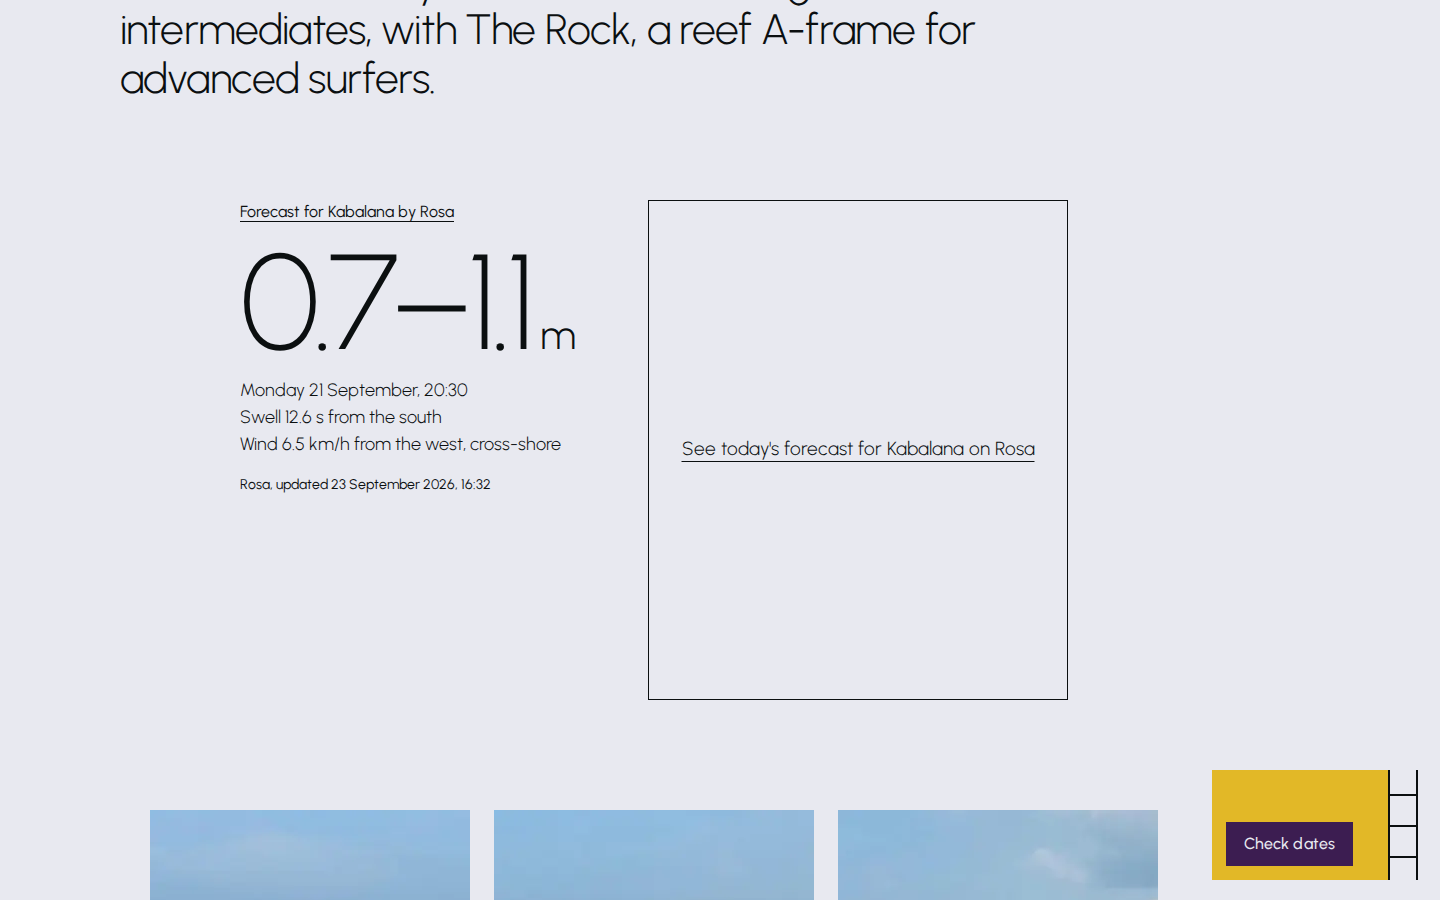 intermediates, with The Rock, a reef A-frame for
advanced surfers.
Forecast for Kabalana by Rosa
0.7–1.1 m
Monday 21 September, 20:30
Swell 12.6 s from the south
Wind 6.5 km/h from the west, cross-shore
Rosa, updated 23 September 2026, 16:32
See today's forecast for Kabalana on Rosa
Check dates